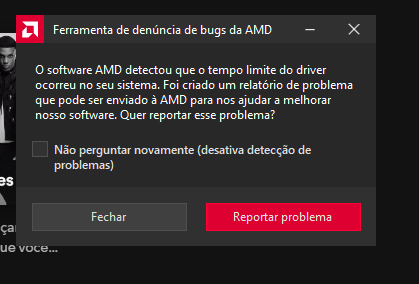 Ferramenta de denúncia de bugs da AMD
O software AMD detectou que o tempo limite do driver
ocorreu no seu sistema. Foi criado um relatório de problema
que pode ser enviado à AMD para nos ajudar a melhorar
nosso software. Quer reportar esse problema?
Não perguntar novamente (desativa detecção de
problemas)
Fechar
Reportar problema
es
çar
que você...